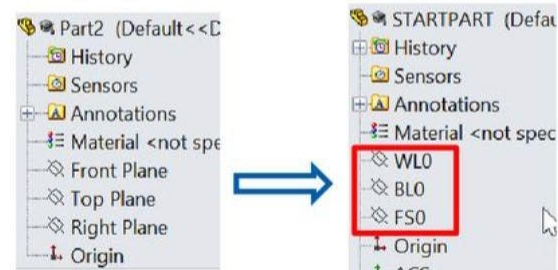 Part2 (Default<<D
History
Sensors
Annotations
Material <not spe
Front Plane
Top Plane
Right Plane
Origin
STARTPART (Defau
History
Sensors
Annotations
Material <not spec
WL0
BL0
FS0
Origin